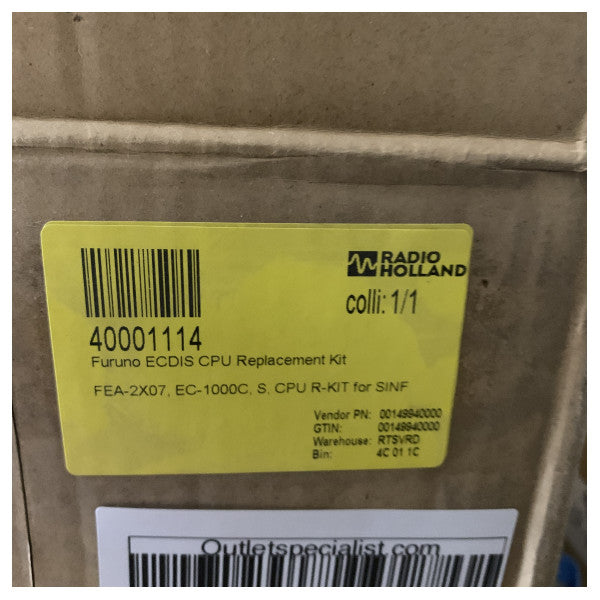 RADIO
HOLLAND
colli: 1/1
40001114
Furuno ECDIS CPU Replacement Kit
FEA-2X07, EC-1000C, S, CPU R-KIT for SINF
Vendor PN: 00149940000
GTIN: 00149940000
Warehouse: RTSVRD
Bin: 4C 01 1C
Outletspecialist.com